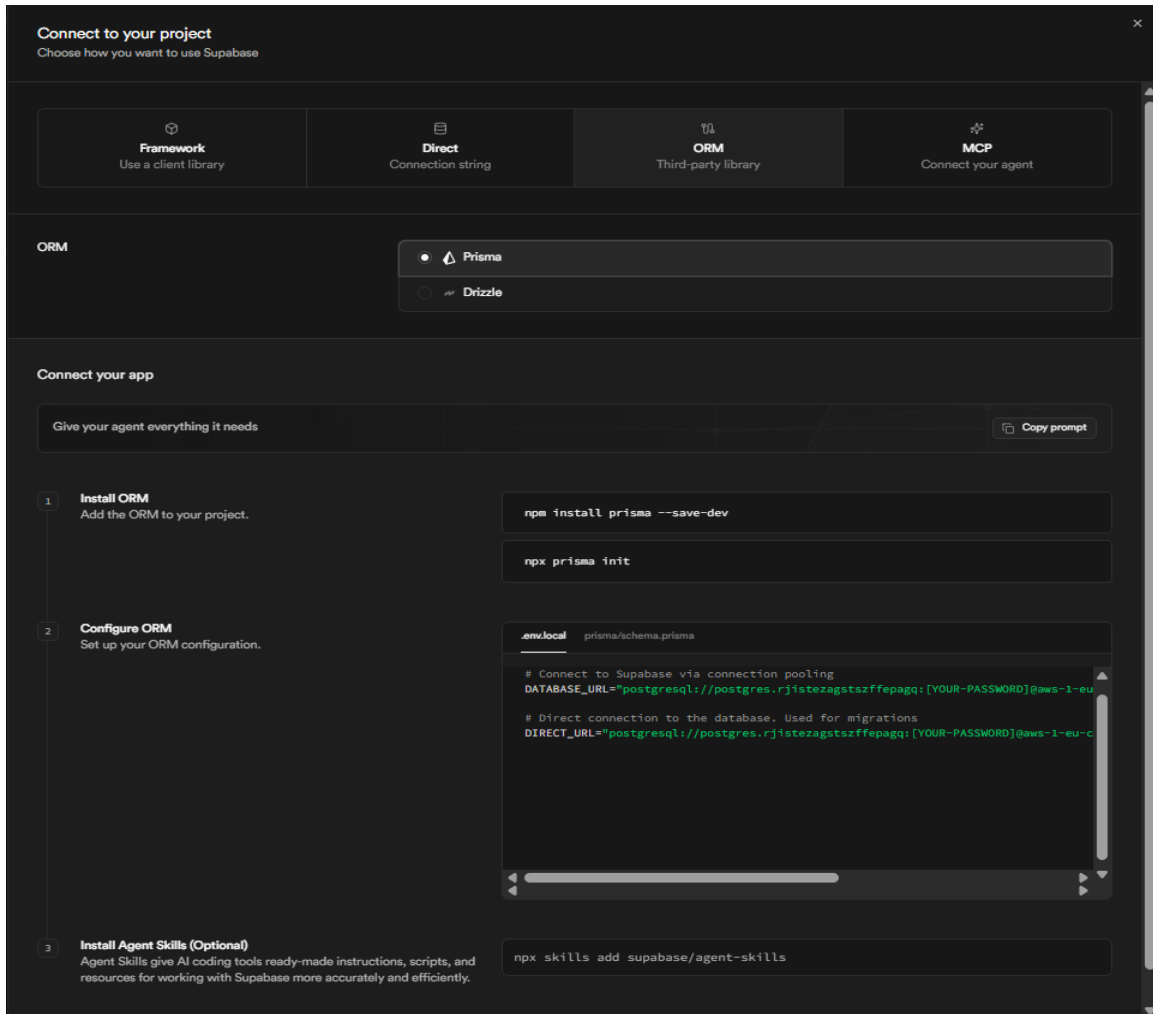 Connect to your project
Choose how you want to use Supabase
Framework
Use a client library
Direct
Connection string
ORM
Third-party library
MCP
Connect your agent
ORM
Prisma
Drizzle
Connect your app
Give your agent everything it needs
Copy prompt
1
Install ORM
Add the ORM to your project.
npm install prisma --save-dev
npx prisma init
2
Configure ORM
Set up your ORM configuration.
.env.local
prisma/schema.prisma
# Connect to Supabase via connection pooling
DATABASE_URL="postgresql://postgres.rjistezagstszffepagq:[YOUR-PASSWORD]@aws-1-eu
# Direct connection to the database. Used for migrations
DIRECT_URL="postgresql://postgres.rjistezagstszffepagq:[YOUR-PASSWORD]@aws-1-eu-c
3
Install Agent Skills (Optional)
Agent Skills give AI coding tools ready-made instructions, scripts, and
resources for working with Supabase more accurately and efficiently.
npx skills add supabase/agent-skills